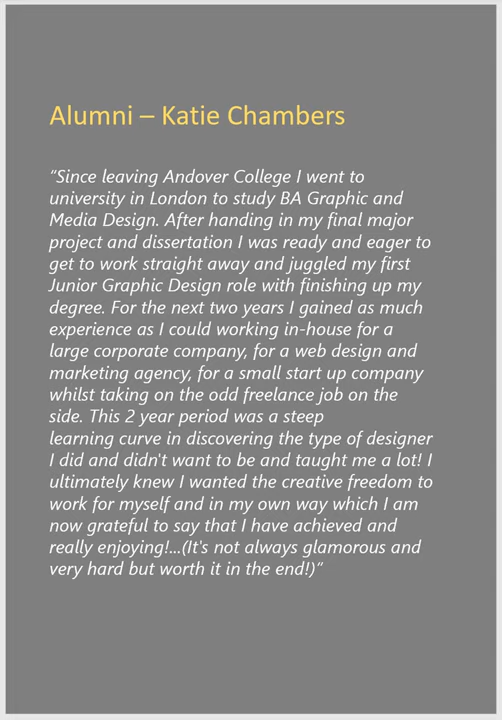 Alumni – Katie Chambers
“Since leaving Andover College I went to
university in London to study BA Graphic and
Media Design. After handing in my final major
project and dissertation I was ready and eager to
get to work straight away and juggled my first
Junior Graphic Design role with finishing up my
degree. For the next two years I gained as much
experience as I could working in-house for a
large corporate company, for a web design and
marketing agency, for a small start up company
whilst taking on the odd freelance job on the
side. This 2 year period was a steep
learning curve in discovering the type of designer
I did and didn't want to be and taught me a lot! I
ultimately knew I wanted the creative freedom to
work for myself and in my own way which I am
now grateful to say that I have achieved and
really enjoying!...(It's not always glamorous and
very hard but worth it in the end!)“